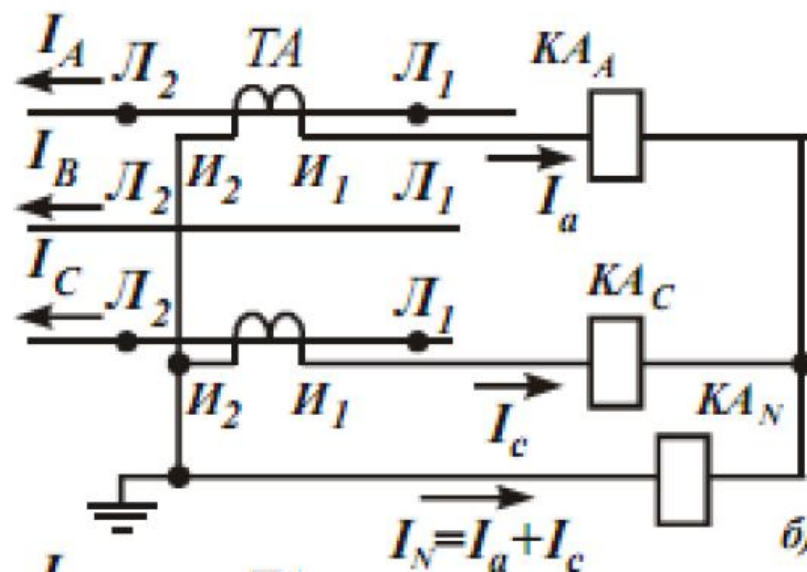 I_A Л_2 TA Л_1 KA_A
I_B Л_2 И_2 И_1 Л_1 I_a
I_C Л_2 Л_1 KA_C
И_2 И_1 I_c KA_N
I_N=I_a+I_c б)